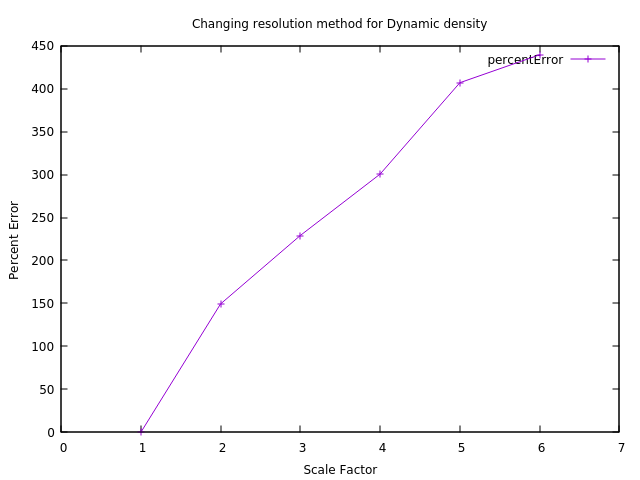 Changing resolution method for Dynamic density
450
percentError
400
350
300
250
200
150
100
50
0
0 1 2 3 4 5 6 7
Percent Error
Scale Factor